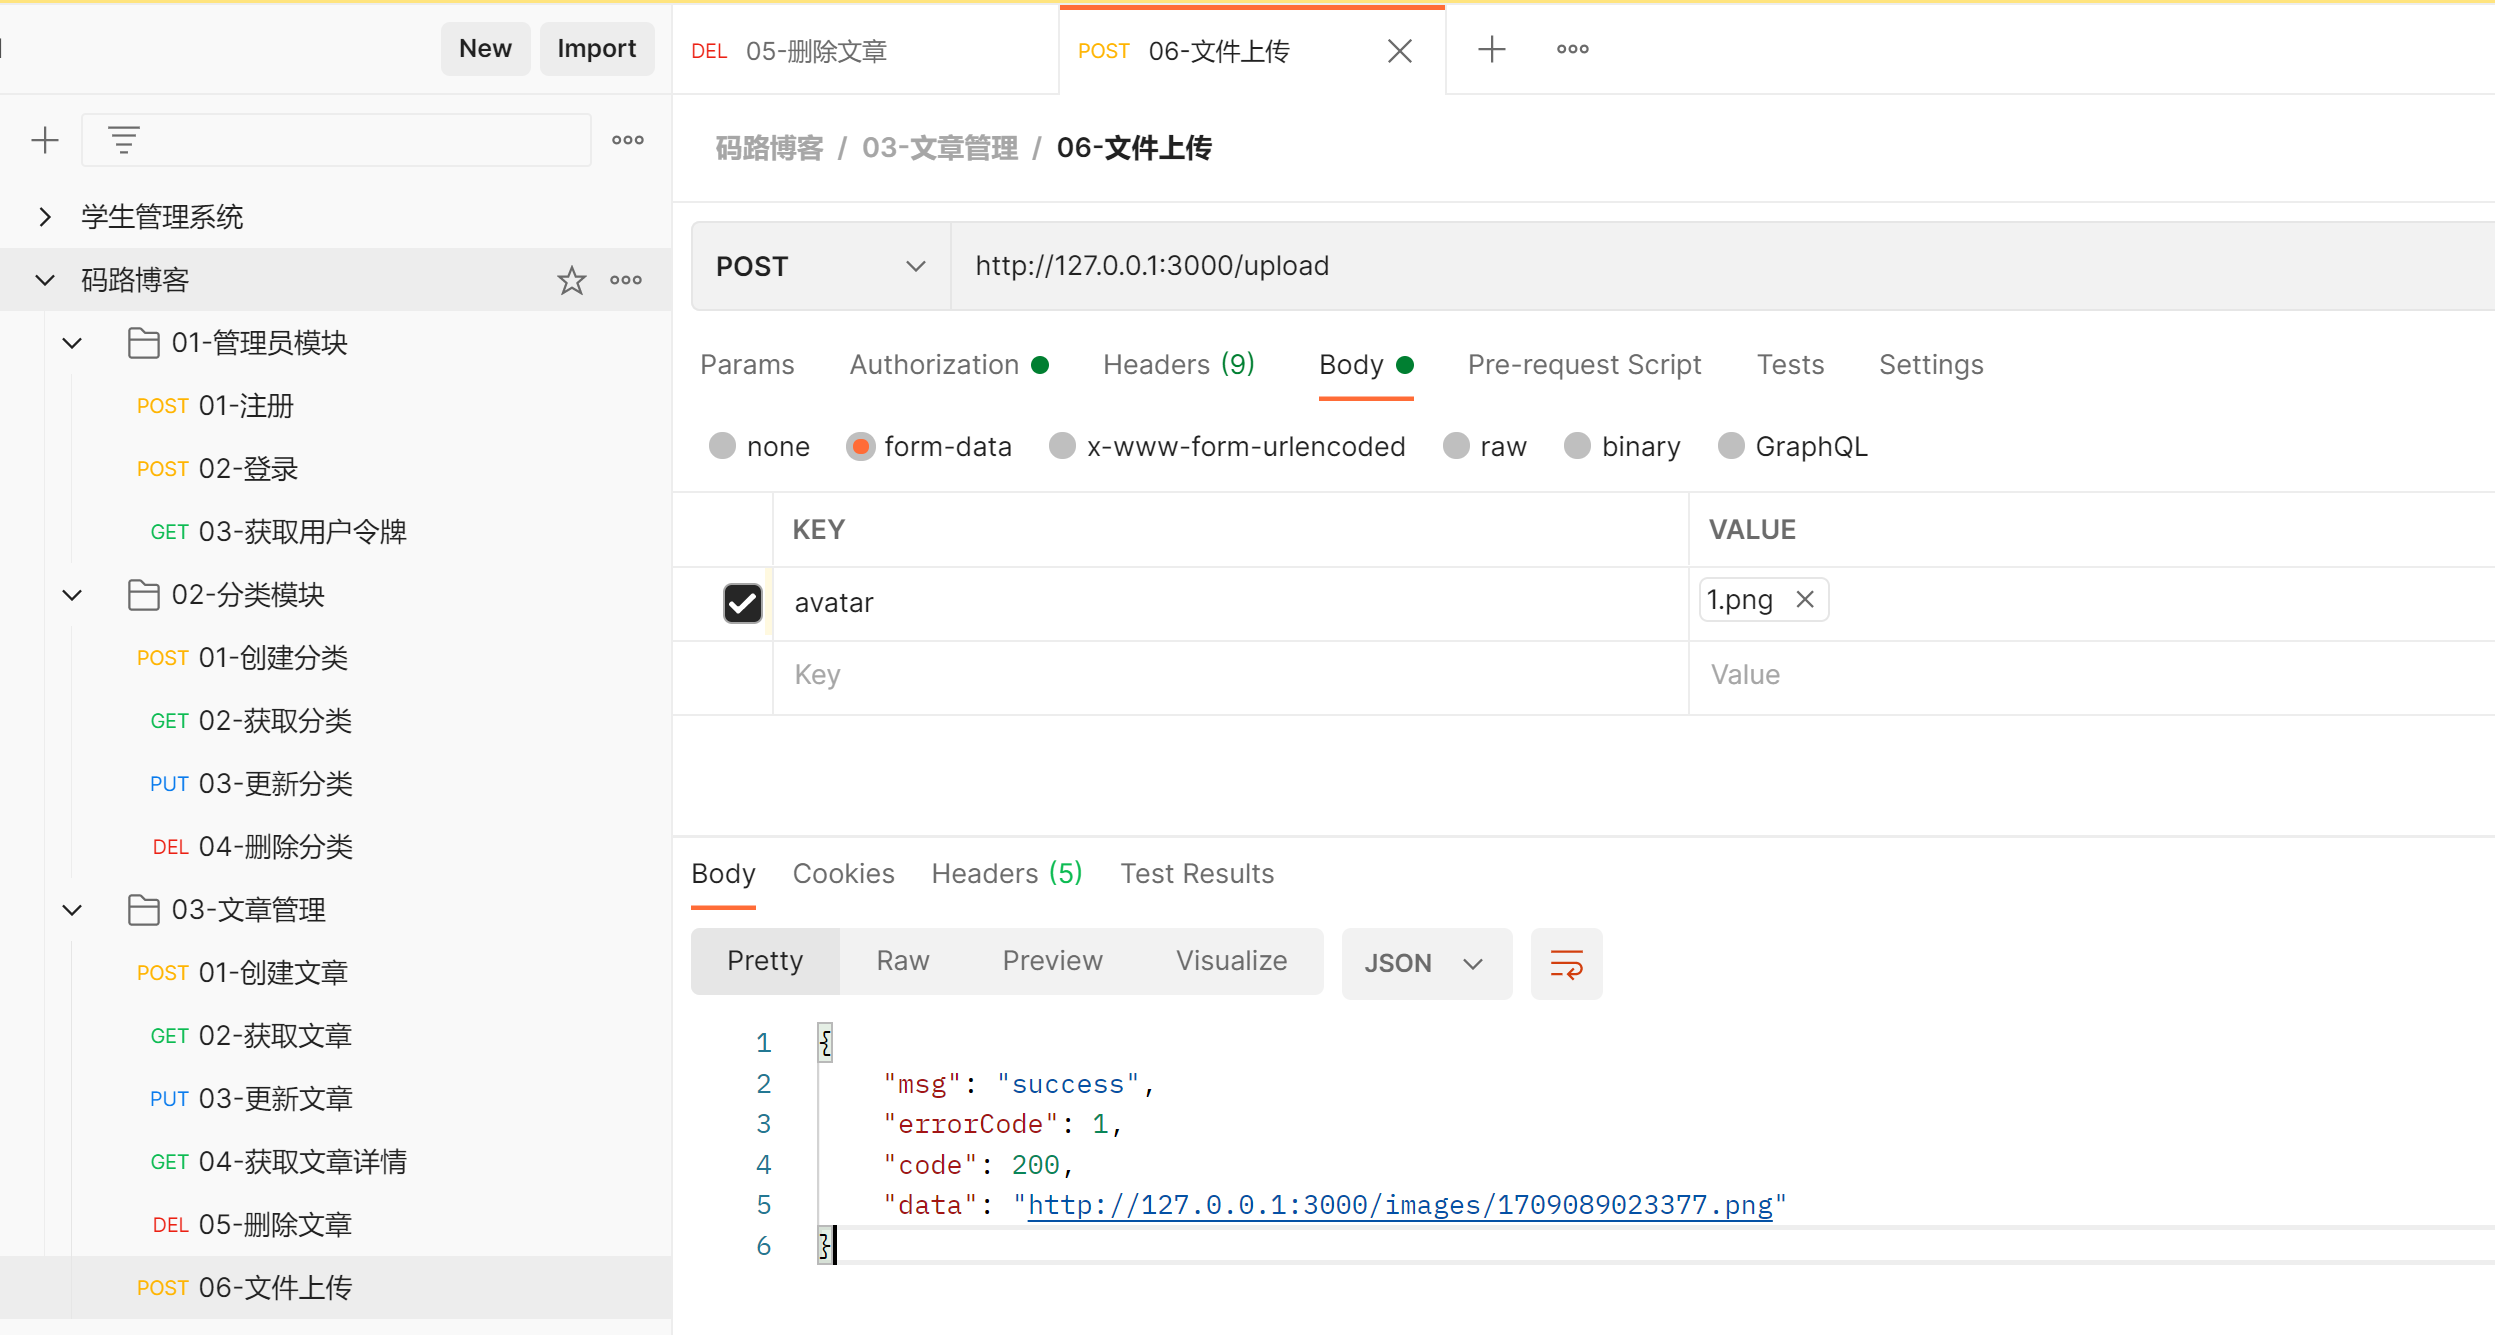 New Import
学生管理系统
码路博客
01-管理员模块
POST 01-注册
POST 02-登录
GET 03-获取用户令牌
02-分类模块
POST 01-创建分类
GET 02-获取分类
PUT 03-更新分类
DEL 04-删除分类
03-文章管理
POST 01-创建文章
GET 02-获取文章
PUT 03-更新文章
GET 04-获取文章详情
DEL 05-删除文章
POST 06-文件上传
DEL 05-删除文章 POST 06-文件上传
码路博客 / 03-文章管理 / 06-文件上传
POST http://127.0.0.1:3000/upload
Params Authorization Headers (9) Body Pre-request Script Tests Settings
none form-data x-www-form-urlencoded raw binary GraphQL
KEY VALUE
avatar 1.png
Key Value
Body Cookies Headers (5) Test Results
Pretty Raw Preview Visualize JSON
1 {
2 "msg": "success",
3 "errorCode": 1,
4 "code": 200,
5 "data": "http://127.0.0.1:3000/images/1709089023377.png"
6 }